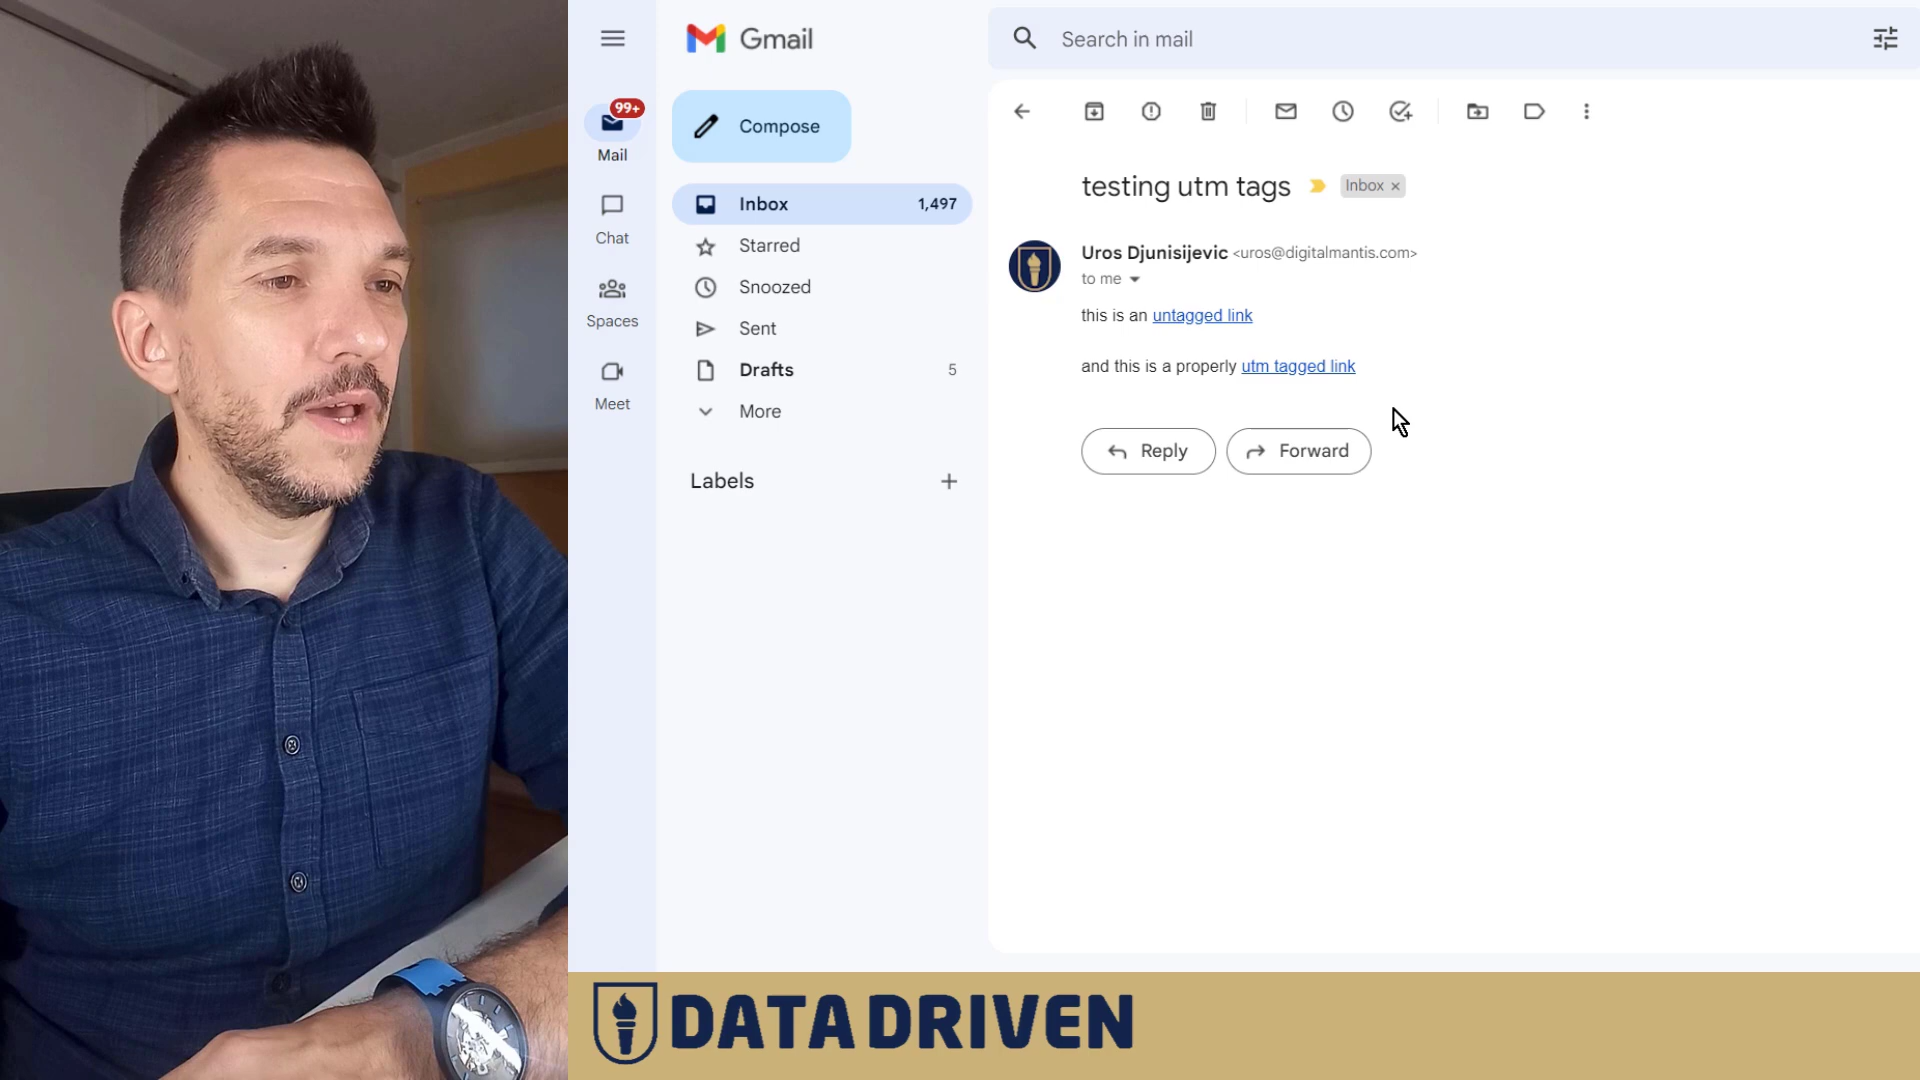 Gmail
Search in mail
99+
Mail
Compose
Inbox 1,497
Chat
Starred
Snoozed
Spaces
Sent
Drafts 5
Meet
More
Labels
testing utm tags Inbox ×
Uros Djunisijevic <uros@digitalmantis.com>
to me
this is an untagged link
and this is a properly utm tagged link
Reply Forward
DATA DRIVEN